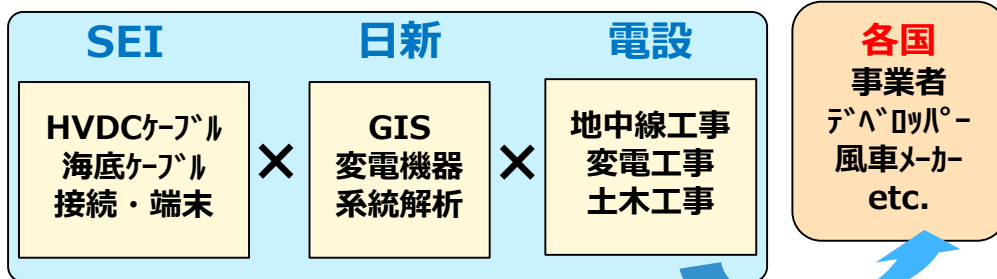 SEI
HVDCｹｰﾌﾞﾙ
海底ｹｰﾌﾞﾙ
接続・端末
×
日新
GIS
変電機器
系統解析
×
電設
地中線工事
変電工事
土木工事
各国
事業者
ﾃﾞﾍﾞﾛｯﾊﾟｰ
風車ﾒｰｶｰ
etc.